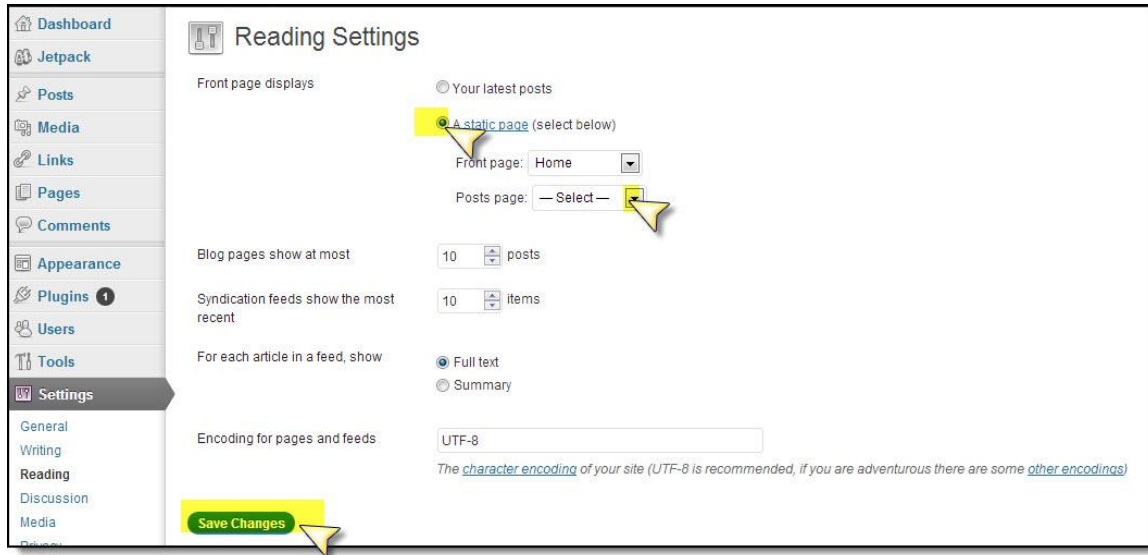 Dashboard
Jetpack
Posts
Media
Links
Pages
Comments
Appearance
Plugins 1
Users
Tools
Settings
General
Writing
Reading
Discussion
Media
Privacy
Reading Settings
Front page displays
Your latest posts
A static page (select below)
Front page: Home
Posts page: — Select —
Blog pages show at most 10 posts
Syndication feeds show the most 10 items
recent
For each article in a feed, show
Full text
Summary
Encoding for pages and feeds UTF-8
The character encoding of your site (UTF-8 is recommended, if you are adventurous there are some other encodings)
Save Changes